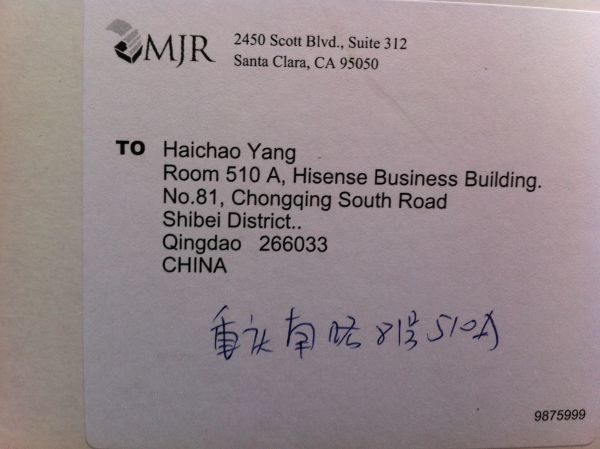 MJR
2450 Scott Blvd., Suite 312
Santa Clara, CA 95050
TO Haichao Yang
Room 510 A, Hisense Business Building.
No.81, Chongqing South Road
Shibei District..
Qingdao 266033
CHINA
重庆南路81号510A
9875999